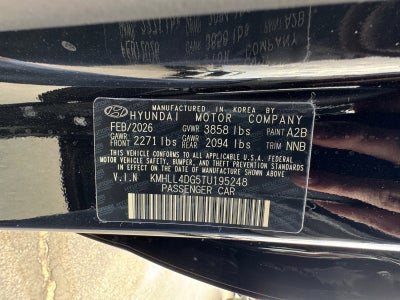 MANUFACTURED IN KOREA BY
HYUNDAI MOTOR COMPANY
FEB/2026 GVWR 3858 lbs PAINT A2B
GAWR FRONT 2271 lbs GAWR REAR 2094 lbs TRIM NNB
THIS VEHICLE CONFORMS TO ALL APPLICABLE U.S.A. FEDERAL
MOTOR VEHICLE SAFETY, BUMPER, AND THEFT PREVENTION
STANDARDS IN EFFECT ON THE DATE OF MANUFACTURE SHOWN
ABOVE
V.I.N KMHLL4DG5TU195248
PASSENGER CAR